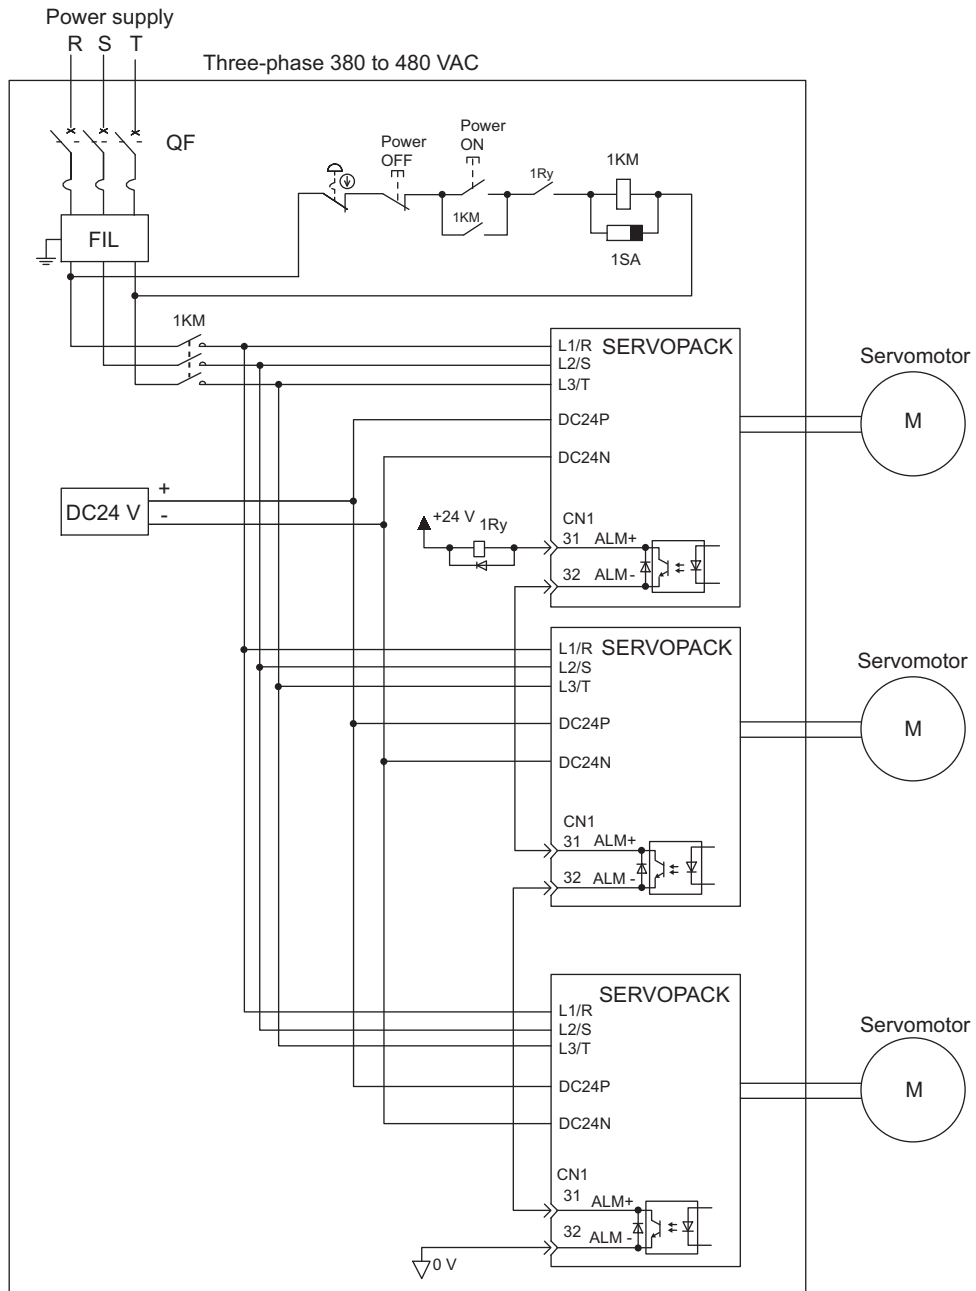 Power supply
R S T
Three-phase 380 to 480 VAC
QF
Power
OFF
Power
ON
1Ry
1KM
1KM
1SA
FIL
1KM
L1/R
SERVOPACK
L2/S
L3/T
DC24P
DC24N
Servomotor
M
DC24 V
+
-
+24 V
1Ry
CN1
31 ALM+
32 ALM -
L1/R
SERVOPACK
L2/S
L3/T
DC24P
DC24N
Servomotor
M
CN1
31 ALM+
32 ALM -
SERVOPACK
L1/R
L2/S
L3/T
DC24P
DC24N
Servomotor
M
CN1
31 ALM+
32 ALM -
0 V